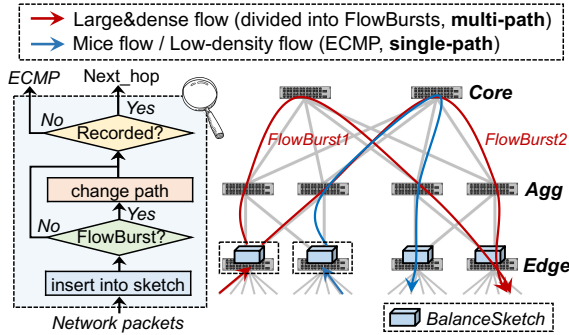 Large&dense flow (divided into FlowBursts, multi-path)
Mice flow / Low-density flow (ECMP, single-path)
ECMP
Next_hop
No
Yes
Recorded?
change path
No
Yes
FlowBurst?
insert into sketch
Network packets
Core
FlowBurst1
FlowBurst2
Agg
Edge
BalanceSketch